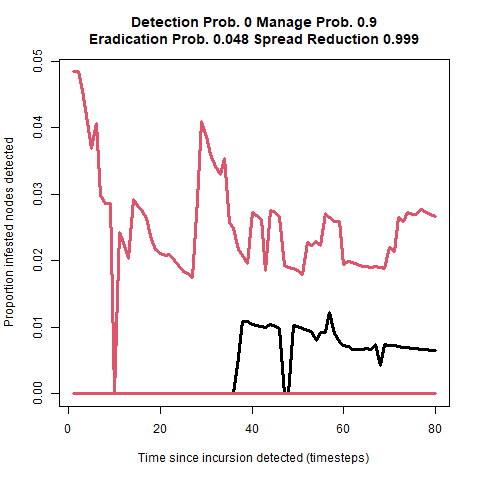 Detection Prob. 0 Manage Prob. 0.9
Eradication Prob. 0.048 Spread Reduction 0.999
Proportion infested nodes detected
0.05
0.04
0.03
0.02
0.01
0.00
0
20
40
60
80
Time since incursion detected (timesteps)